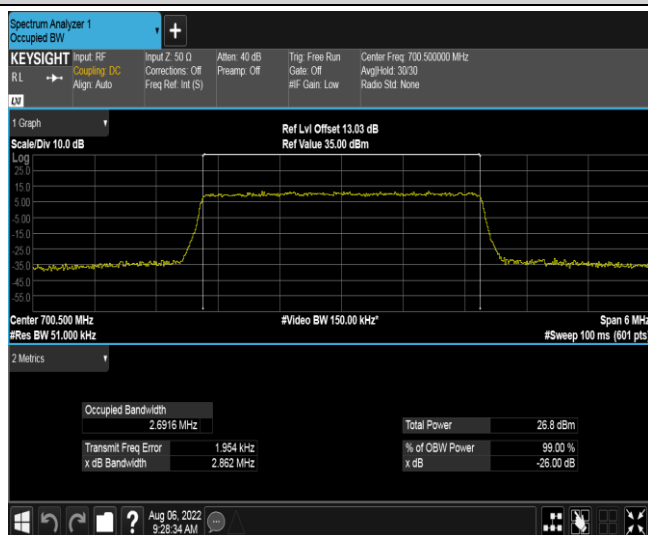 Spectrum Analyzer 1
Occupied BW
+
KEYSIGHT
R L
LXI
Input: RF
Coupling: DC
Align: Auto
Input Z: 50 Ω
Corrections: Off
Freq Ref: Int (S)
Atten: 40 dB
Preamp: Off
Trig: Free Run
Gate: Off
#IF Gain: Low
Center Freq: 700.500000 MHz
Avg|Hold: 30/30
Radio Std: None
1 Graph
Scale/Div 10.0 dB
Ref Lvl Offset 13.03 dB
Ref Value 35.00 dBm
Log
25.0
15.0
5.00
-5.00
-15.0
-25.0
-35.0
-45.0
-55.0
Center 700.500 MHz
#Res BW 51.000 kHz
#Video BW 150.00 kHz*
Span 6 MHz
#Sweep 100 ms (601 pts)
2 Metrics
Occupied Bandwidth
2.6916 MHz
Transmit Freq Error 1.954 kHz
x dB Bandwidth 2.862 MHz
Total Power 26.8 dBm
% of OBW Power 99.00 %
x dB -26.00 dB
?
Aug 06, 2022
9:28:34 AM